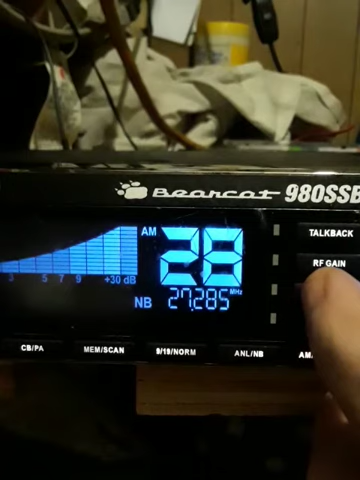 Bearcat 980SSB
TALKBACK
AM 28
RF GAIN
3 5 7 9 +30 dB
NB 27.285 MHz
CB/PA MEM/SCAN 9/19/NORM ANL/NB AM/